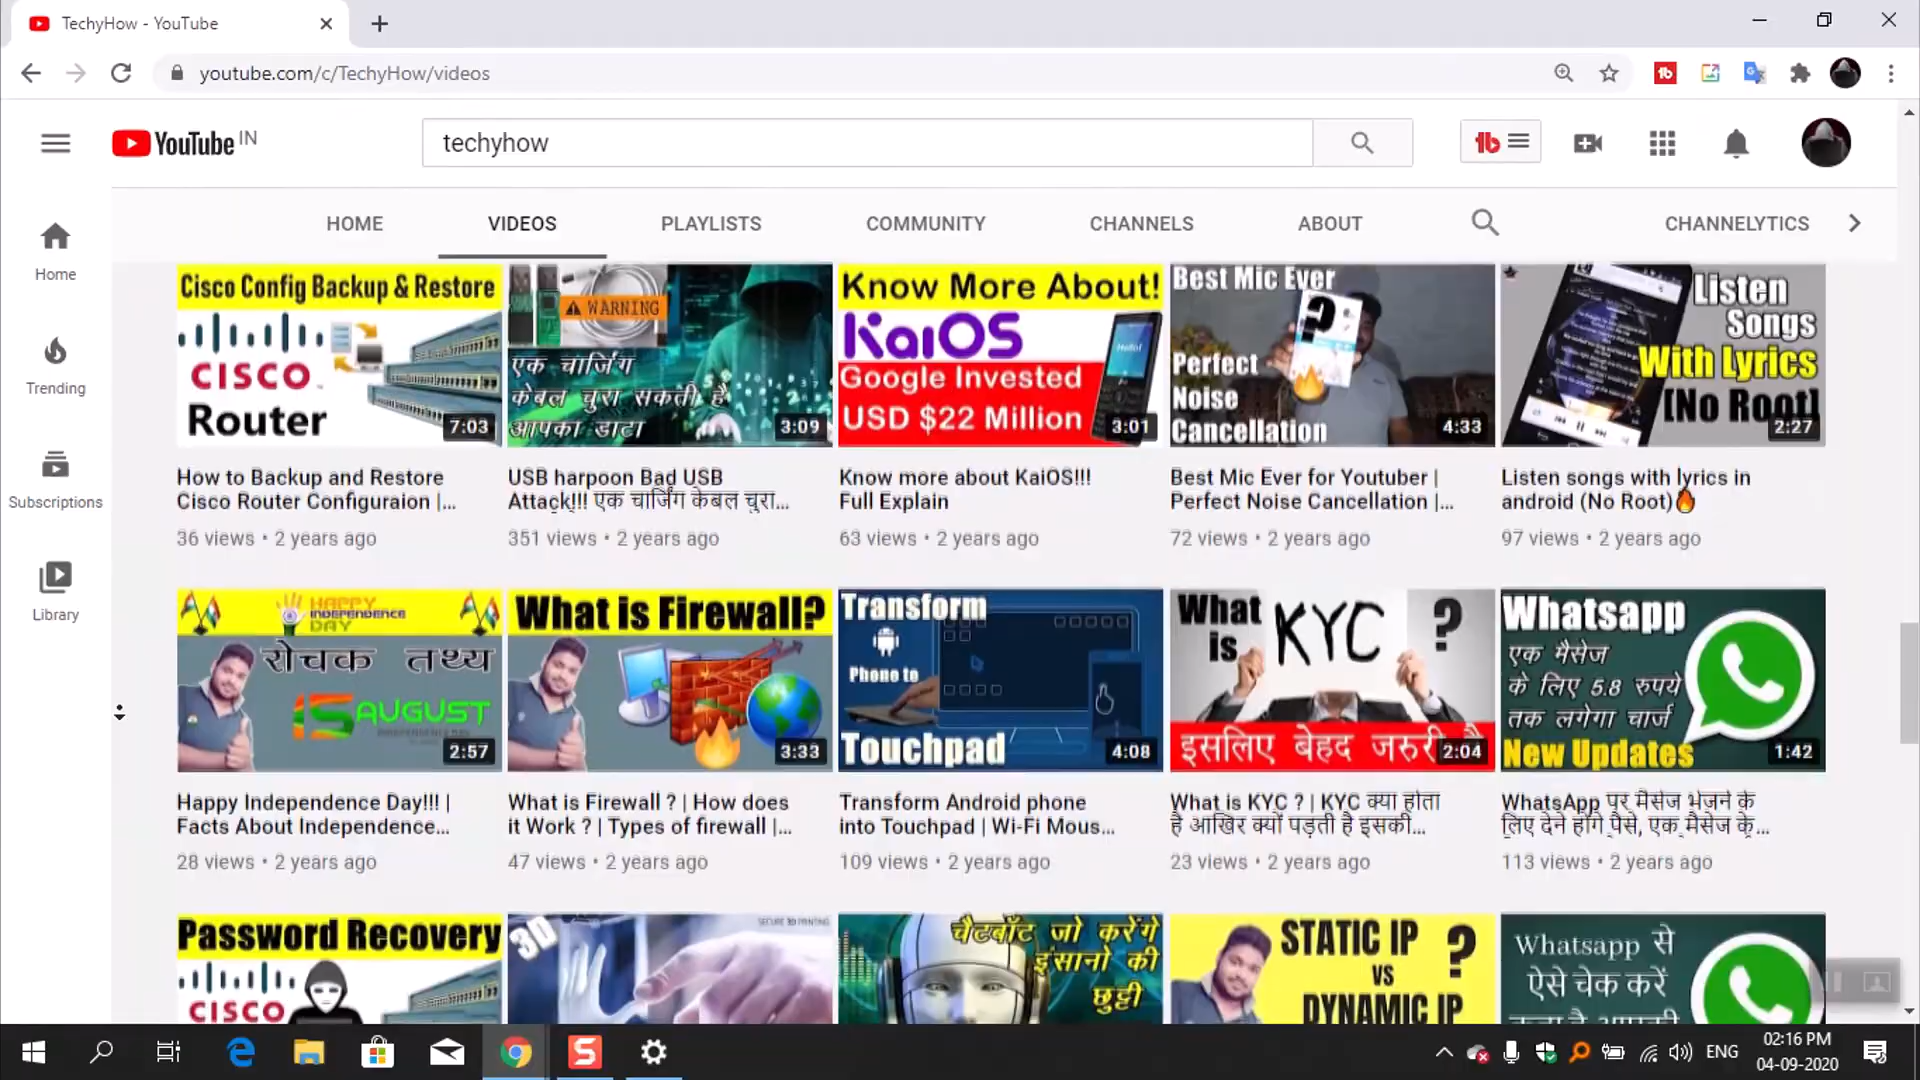 TechyHow - YouTube
youtube.com/c/TechyHow/videos
YouTube IN
techyhow
HOME
VIDEOS
PLAYLISTS
COMMUNITY
CHANNELS
ABOUT
CHANNELYTICS
Home
Trending
Subscriptions
Library
Cisco Config Backup & Restore
CISCO
Router
7:03
WARNING
एक चार्जिंग
केबल चुरा सकती है
आपका डाटा
3:09
Know More About!
KaiOS
Google Invested
USD $22 Million
Hello!
3:01
Best Mic Ever
?
Perfect
Noise
Cancellation
4:33
Listen
Songs
With Lyrics
[No Root]
2:27
How to Backup and Restore
Cisco Router Configuraion |...
36 views • 2 years ago
USB harpoon Bad USB
Attack!!! एक चार्जिंग केबल चुरा...
351 views • 2 years ago
Know more about KaiOS!!!
Full Explain
63 views • 2 years ago
Best Mic Ever for Youtuber |
Perfect Noise Cancellation |...
72 views • 2 years ago
Listen songs with lyrics in
android (No Root)🔥
97 views • 2 years ago
HAPPY
INDEPENDENCE
DAY
रोचक तथ्य
15 AUGUST
2:57
What is Firewall?
3:33
Transform
Phone to
Touchpad
4:08
What
is
KYC ?
इसलिए बेहद जरुरी है
2:04
Whatsapp
एक मैसेज
के लिए 5.8 रुपये
तक लगेगा चार्ज
New Updates
1:42
Happy Independence Day!!! |
Facts About Independence...
28 views • 2 years ago
What is Firewall ? | How does
it Work ? | Types of firewall |...
47 views • 2 years ago
Transform Android phone
into Touchpad | Wi-Fi Mous...
109 views • 2 years ago
What is KYC ? | KYC क्या होता
है आखिर क्यों पड़ती है इसकी...
23 views • 2 years ago
WhatsApp पर मैसेज भेजने के
लिए देने होंगे पैसे, एक मैसेज के...
113 views • 2 years ago
Password Recovery
CISCO
3D
SECURE 3D PRINTING
चैटबॉट जो करेंगे
इंसानो की
छुट्टी
STATIC IP
VS
DYNAMIC IP
?
Whatsapp से
ऐसे चेक करें
ENG
02:16 PM
04-09-2020